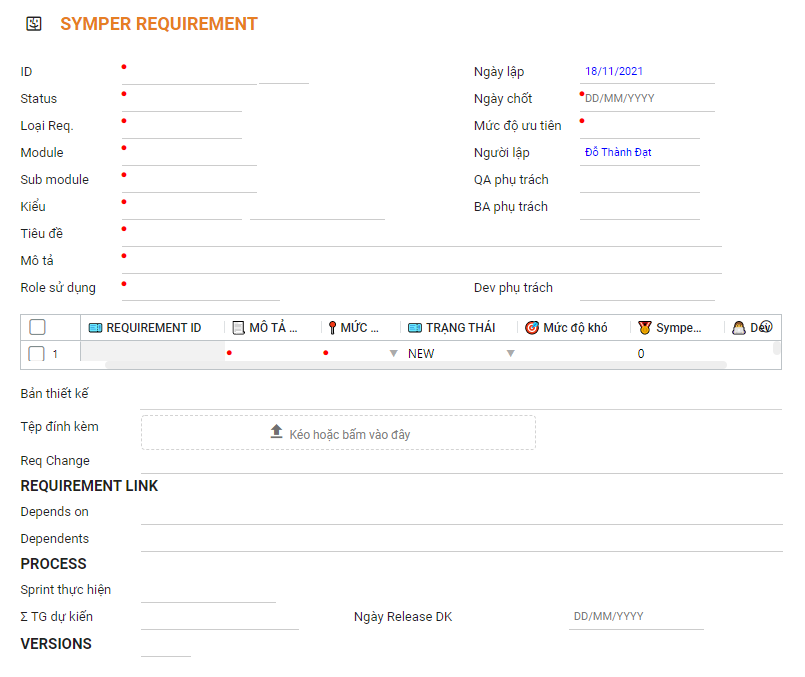 SYMPER REQUIREMENT
ID Ngày lập 18/11/2021
Status Ngày chốt DD/MM/YYYY
Loại Req. Mức độ ưu tiên
Module Người lập Đỗ Thành Đạt
Sub module QA phụ trách
Kiểu BA phụ trách
Tiêu đề
Mô tả
Role sử dụng Dev phụ trách
REQUIREMENT ID MÔ TẢ ... MỨC ... TRẠNG THÁI Mức độ khó Sympe... Dev
1 NEW 0
Bản thiết kế
Tệp đính kèm
Kéo hoặc bấm vào đây
Req Change
REQUIREMENT LINK
Depends on
Dependents
PROCESS
Sprint thực hiện
Σ TG dự kiến Ngày Release DK DD/MM/YYYY
VERSIONS